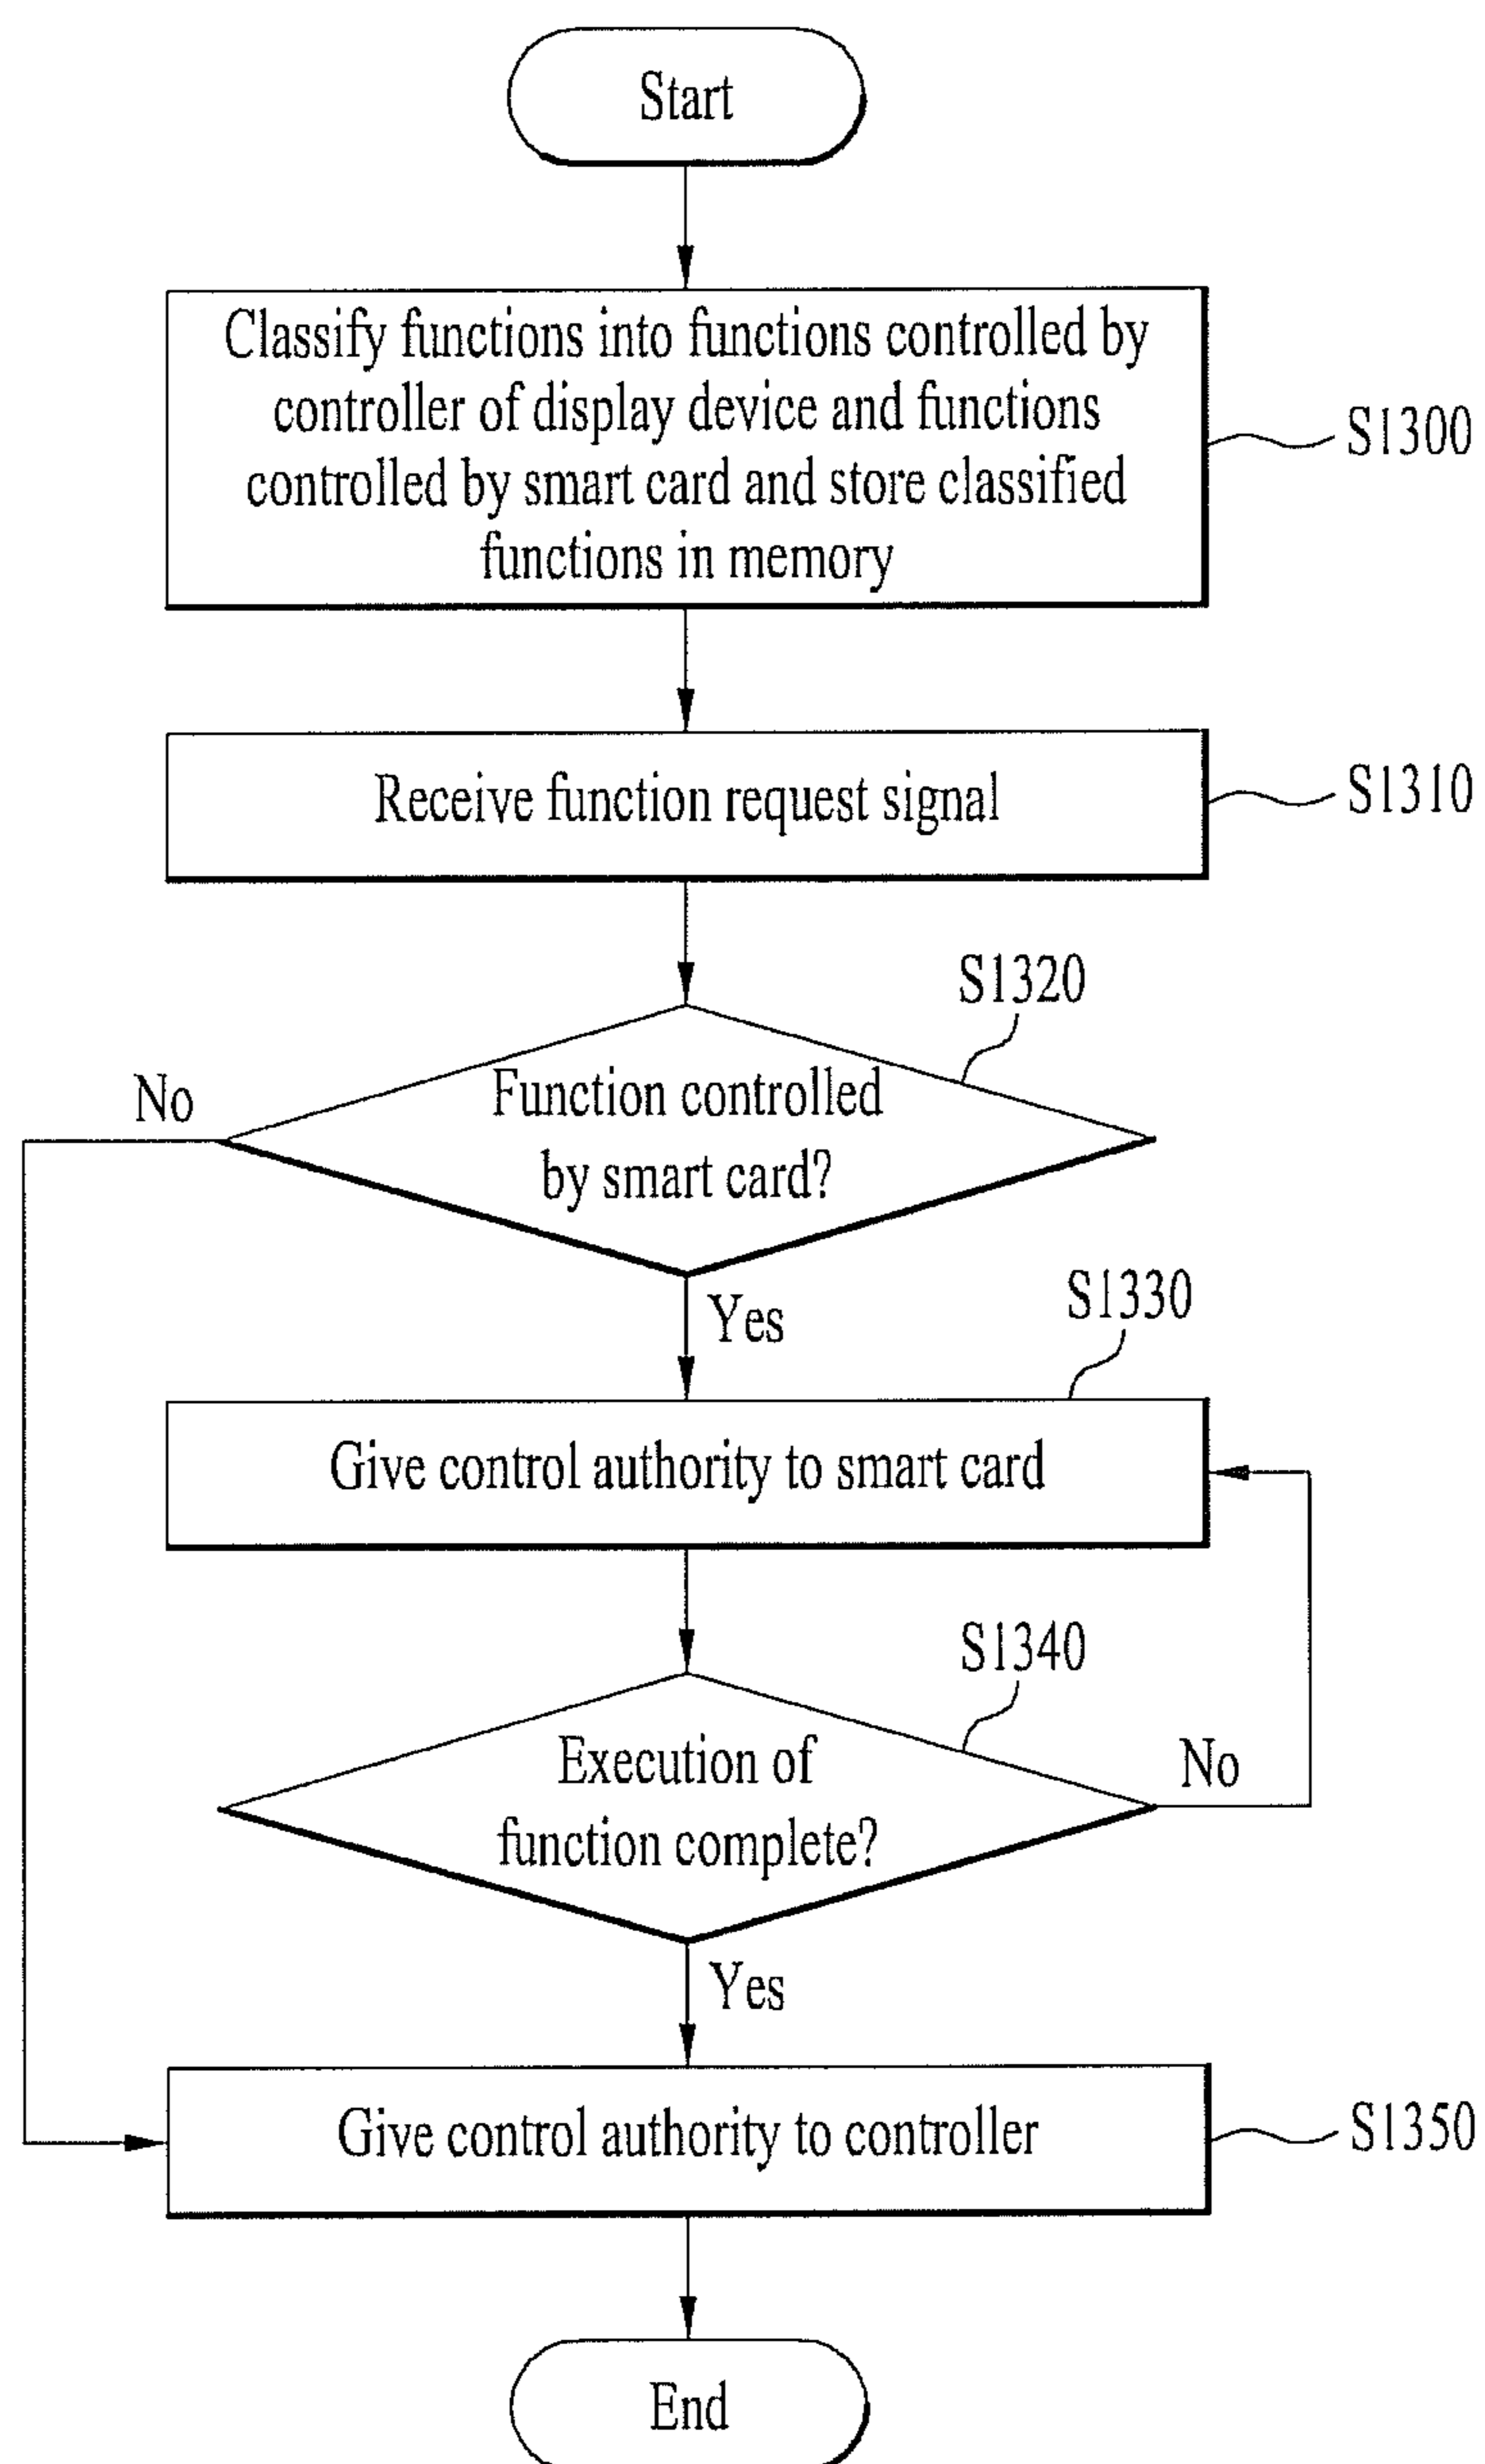 Start
Classify functions into functions controlled by
controller of display device and functions
controlled by smart card and store classified
functions in memory
S1300
Receive function request signal
S1310
S1320
No
Function controlled
by smart card?
Yes
S1330
Give control authority to smart card
S1340
Execution of
function complete?
No
Yes
Give control authority to controller
S1350
End